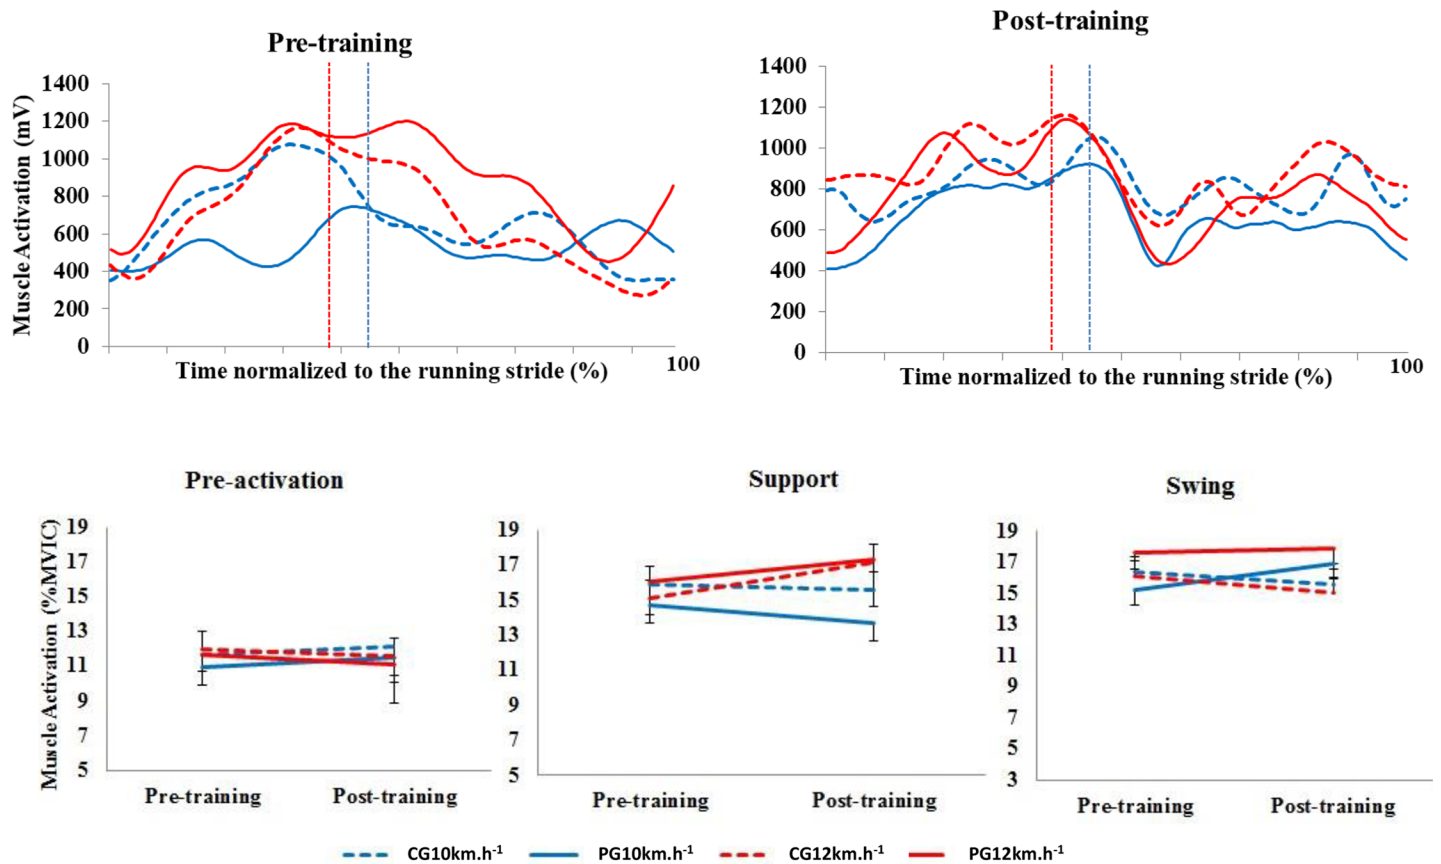 Pre-training
Post-training
Muscle Activation (mV)
1400
1200
1000
800
600
400
200
0
Time normalized to the running stride (%)
100
1400
1200
1000
800
600
400
200
0
Time normalized to the running stride (%)
100
Pre-activation
Support
Swing
Muscle Activation (%MVIC)
19
17
15
13
11
9
7
5
Pre-training
Post-training
19
17
15
13
11
9
7
5
Pre-training
Post-training
19
17
15
13
11
9
7
5
3
Pre-training
Post-training
CG10km.h⁻¹
PG10km.h⁻¹
CG12km.h⁻¹
PG12km.h⁻¹